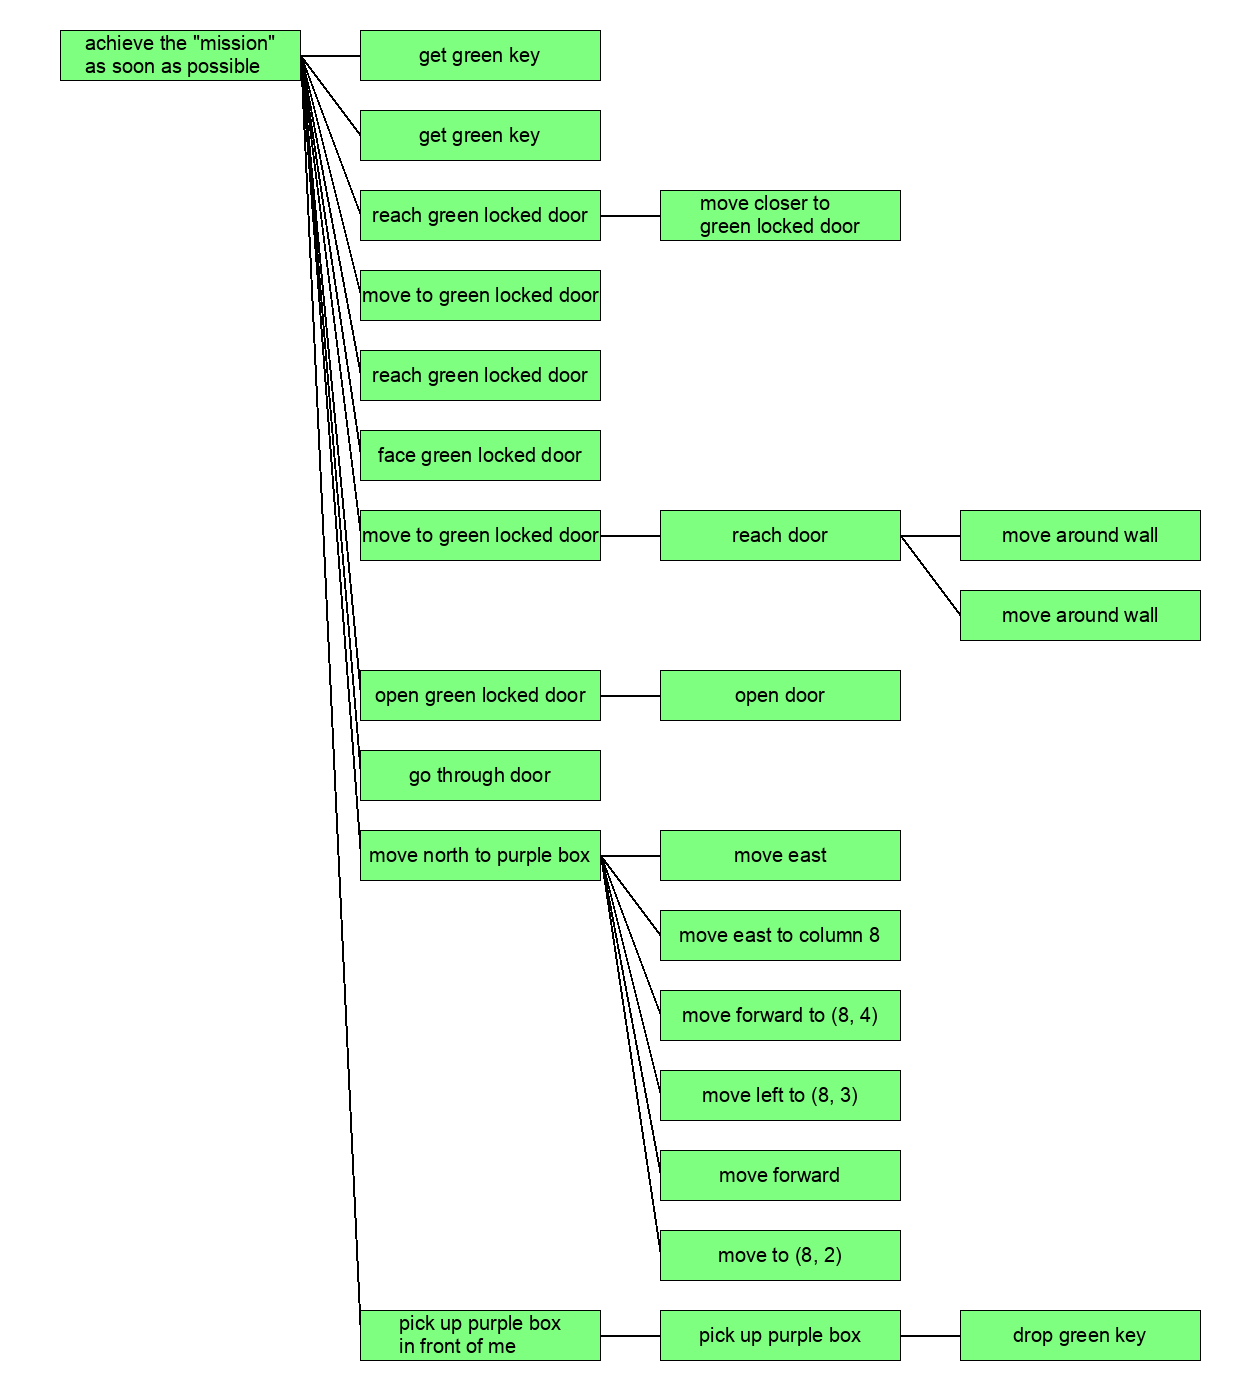 achieve the "mission"
as soon as possible
get green key
get green key
reach green locked door
move closer to
green locked door
move to green locked door
reach green locked door
face green locked door
move to green locked door
reach door
move around wall
move around wall
open green locked door
open door
go through door
move north to purple box
move east
move east to column 8
move forward to (8, 4)
move left to (8, 3)
move forward
move to (8, 2)
pick up purple box
in front of me
pick up purple box
drop green key